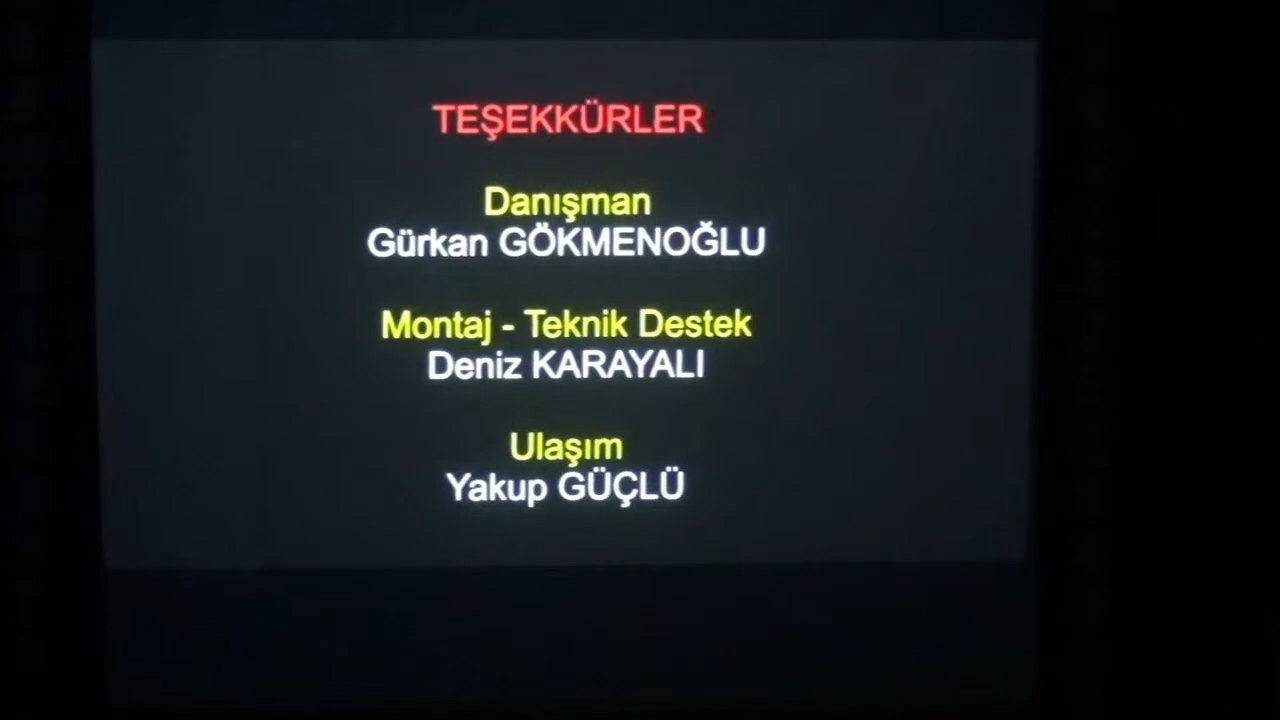 TEŞEKKÜRLER
Danışman
Gürkan GÖKMENOĞLU
Montaj - Teknik Destek
Deniz KARAYALI
Ulaşım
Yakup GÜÇLÜ